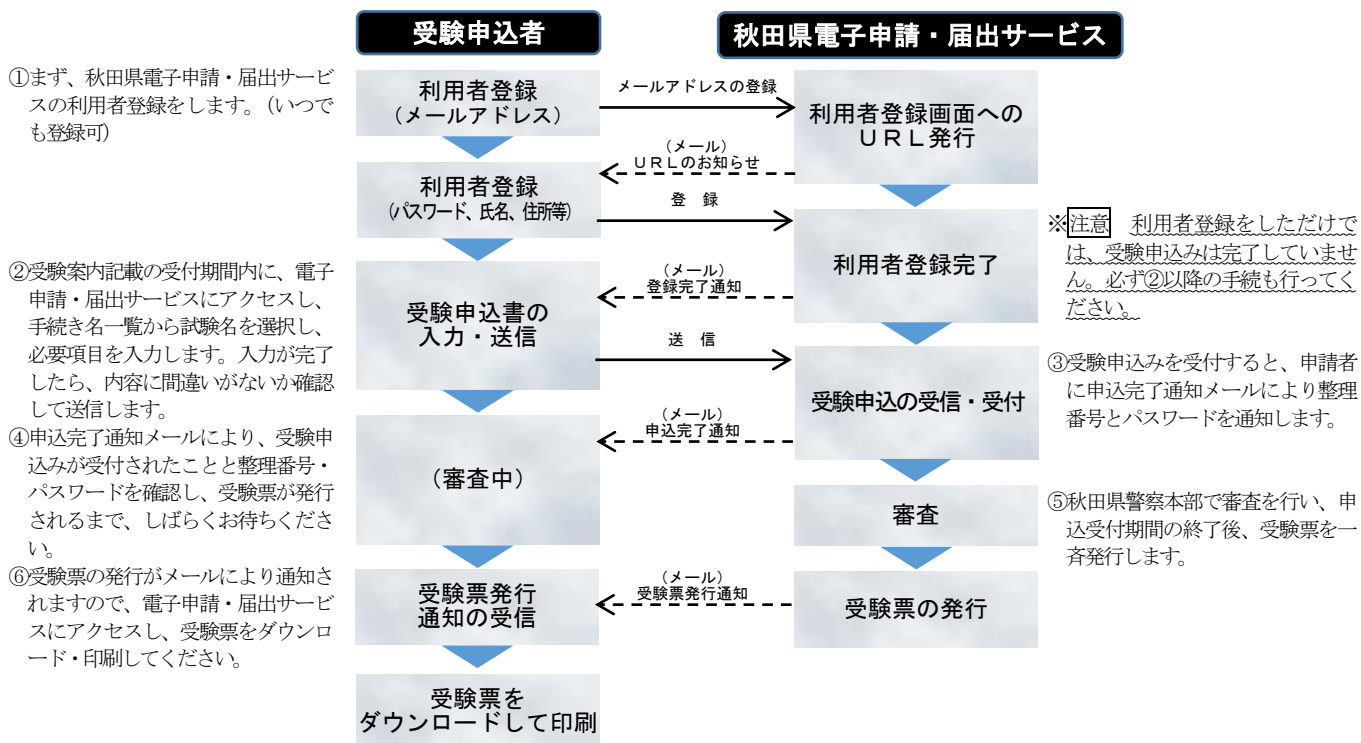 受験申込者
秋田県電子申請・届出サービス
①まず、秋田県電子申請・届出サービ
スの利用者登録をします。（いつで
も登録可）
利用者登録
（メールアドレス）
メールアドレスの登録
利用者登録画面への
ＵＲＬ発行
（メール）
ＵＲＬのお知らせ
利用者登録
（パスワード、氏名、住所等）
登　録
利用者登録完了
※注意　利用者登録をしただけで
は、受験申込みは完了していませ
ん。必ず②以降の手続も行ってく
ださい。
②受験案内記載の受付期間内に、電子
申請・届出サービスにアクセスし、
手続き名一覧から試験名を選択し、
必要項目を入力します。入力が完了
したら、内容に間違いがないか確認
して送信します。
（メール）
登録完了通知
受験申込書の
入力・送信
送　信
受験申込の受信・受付
③受験申込みを受付すると、申請者
に申込完了通知メールにより整理
番号とパスワードを通知します。
（メール）
申込完了通知
④申込完了通知メールにより、受験申
込みが受付されたことと整理番号・
パスワードを確認し、受験票が発行
されるまで、しばらくお待ちくださ
い。
（審査中）
審査
⑤秋田県警察本部で審査を行い、申
込受付期間の終了後、受験票を一
斉発行します。
⑥受験票の発行がメールにより通知さ
れますので、電子申請・届出サービ
スにアクセスし、受験票をダウンロ
ード・印刷してください。
受験票発行
通知の受信
（メール）
受験票発行通知
受験票の発行
受験票を
ダウンロードして印刷